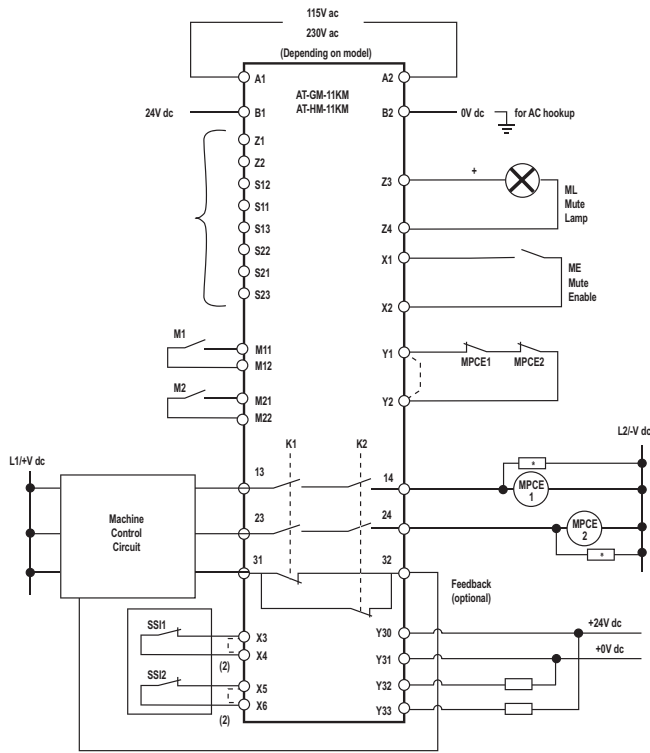 115V ac
230V ac
(Depending on model)
A1
A2
AT-GM-11KM
AT-HM-11KM
24V dc
B1
B2
0V dc
for AC hookup
Z1
Z2
S12
S11
S13
S22
S21
S23
Z3
+
ML
Mute
Lamp
Z4
X1
ME
Mute
Enable
X2
M1
M11
M12
M2
M21
M22
Y1
MPCE1
MPCE2
Y2
L1/+V dc
L2/-V dc
K1
K2
Machine
Control
Circuit
13
14
*
MPCE
1
23
24
MPCE
2
*
31
32
Feedback
(optional)
SSI1
X3
X4
(2)
SSI2
X5
X6
(2)
Y30
+24V dc
Y31
+0V dc
Y32
Y33